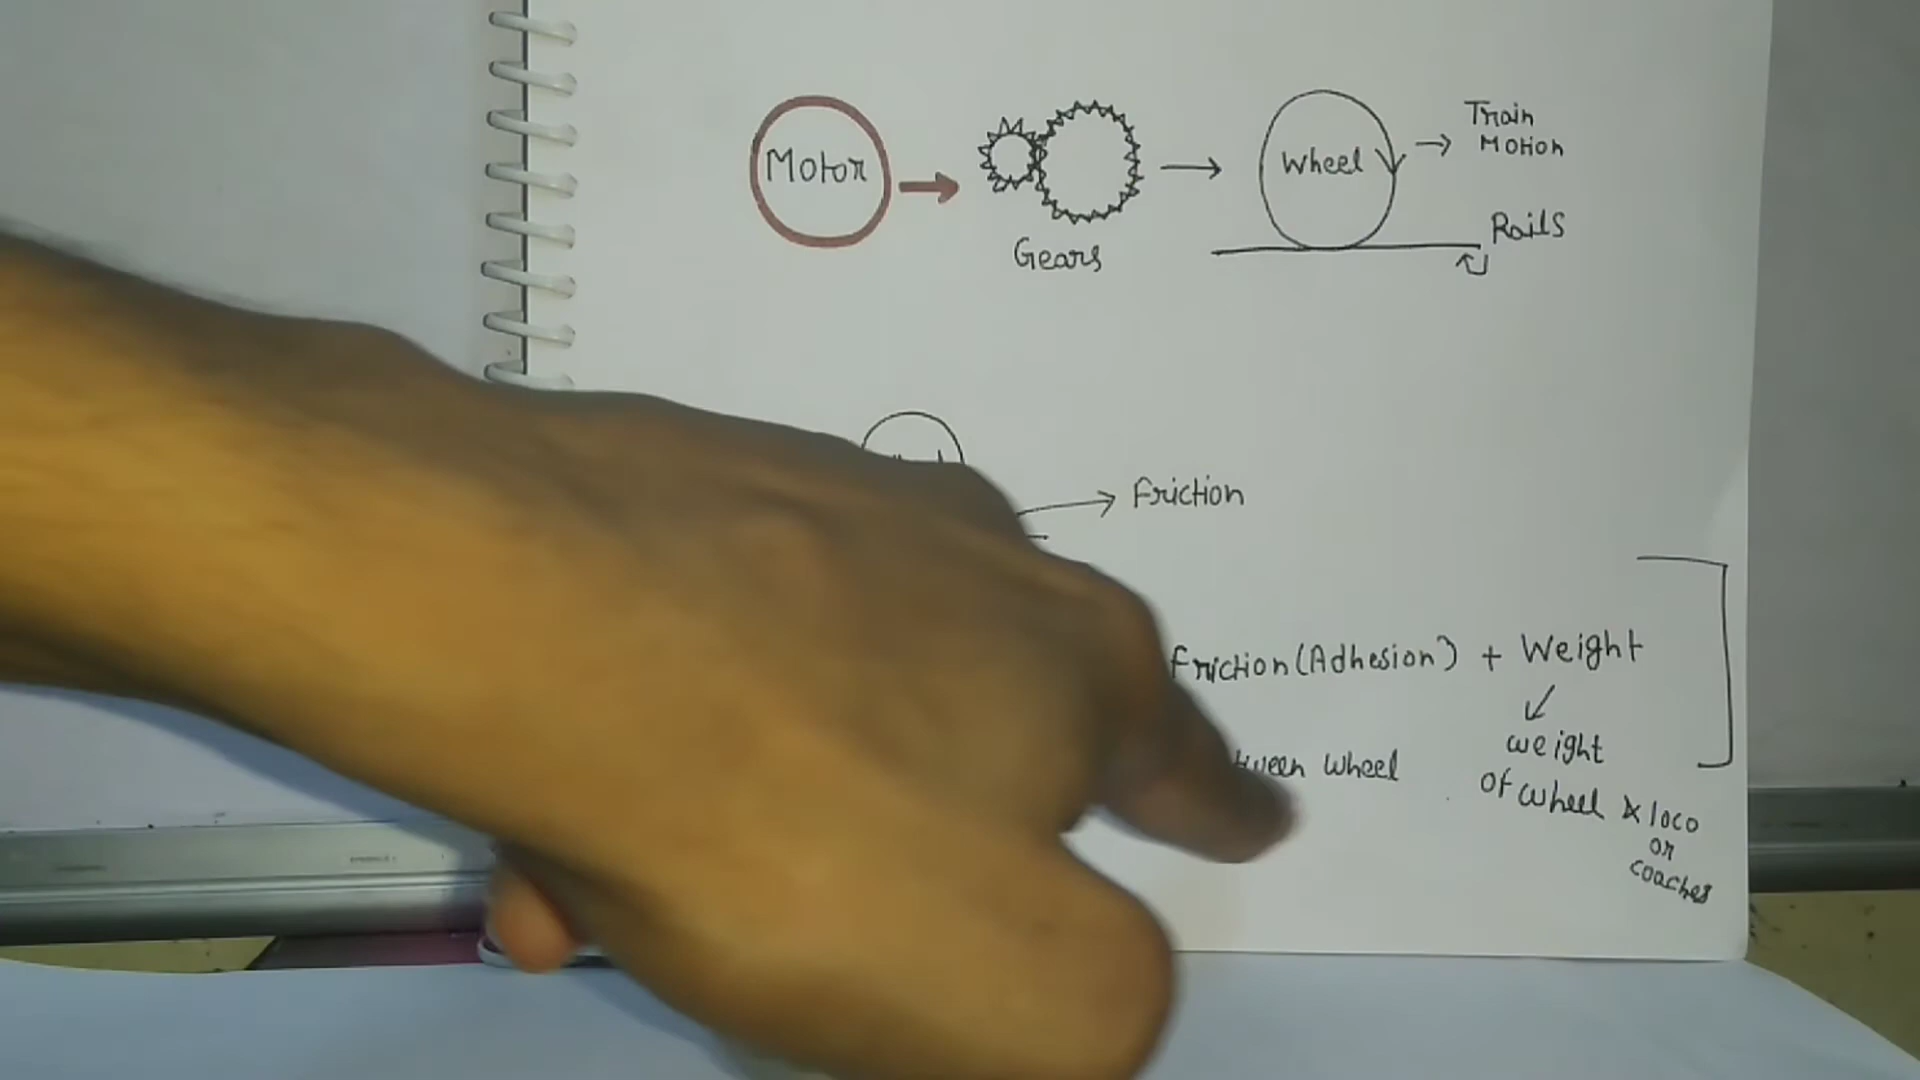 Motor
Gears
Wheel
Train
Motion
Rails
Friction
Friction (Adhesion) + Weight
wheel
weight
of wheel & loco
or
coaches